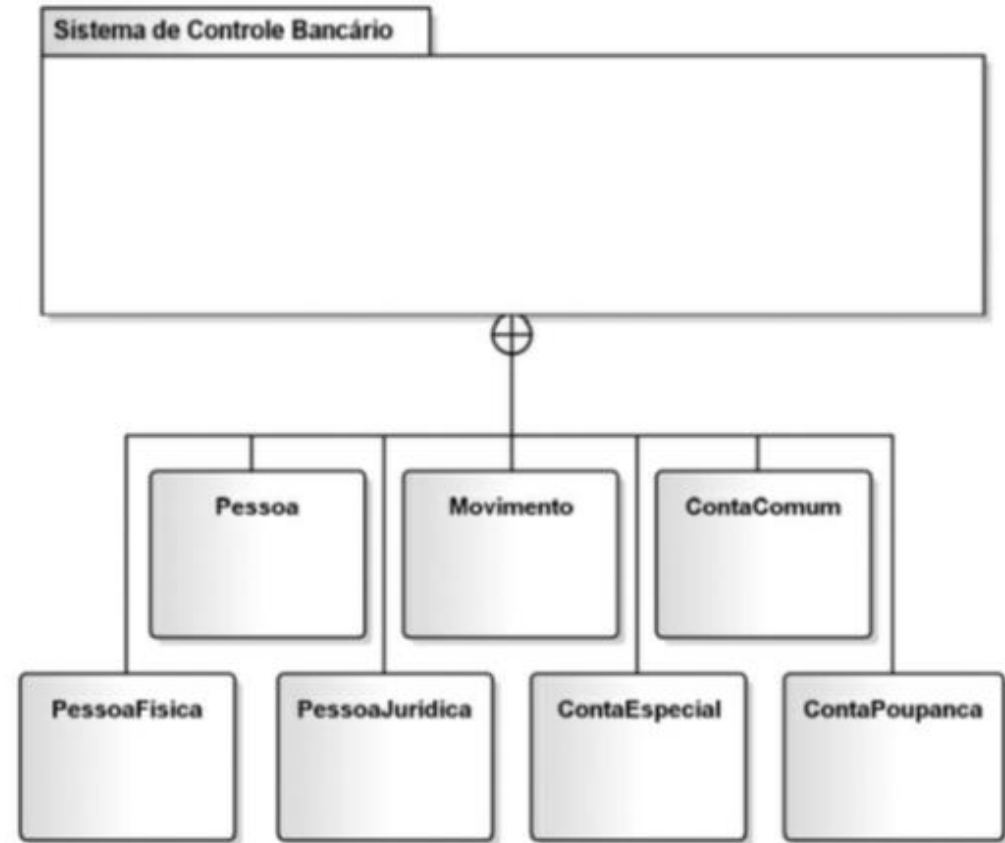 Sistema de Controle Bancário
Pessoa
Movimento
ContaComum
PessoaFisica
PessoaJuridica
ContaEspecial
ContaPoupanca